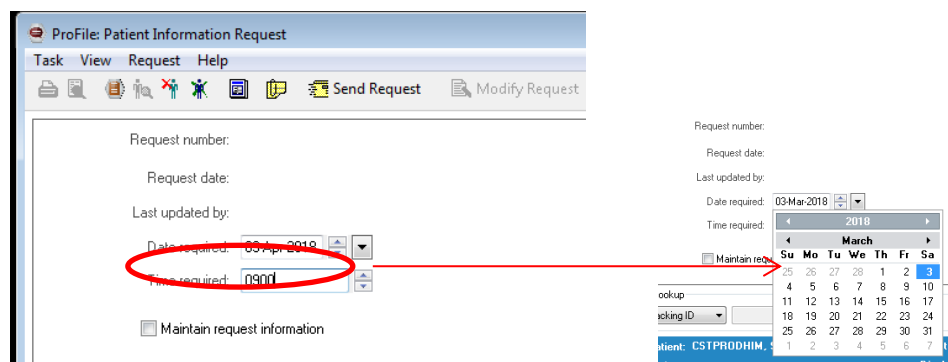 ProFile: Patient Information Request
Task View Request Help
Send Request Modify Request
Request number:
Request date:
Last updated by:
Date required: 03-Apr-2018
Time required: 0900
Maintain request information
Request number:
Request date:
Last updated by:
Date required: 03-Mar-2018
Time required:
Maintain requ
2018
March
Su Mo Tu We Th Fr Sa
25 26 27 28 1 2 3
4 5 6 7 8 9 10
11 12 13 14 15 16 17
18 19 20 21 22 23 24
25 26 27 28 29 30 31
1 2 3 4 5 6 7
ookup
acking ID
atient: CSTPRODHIM,